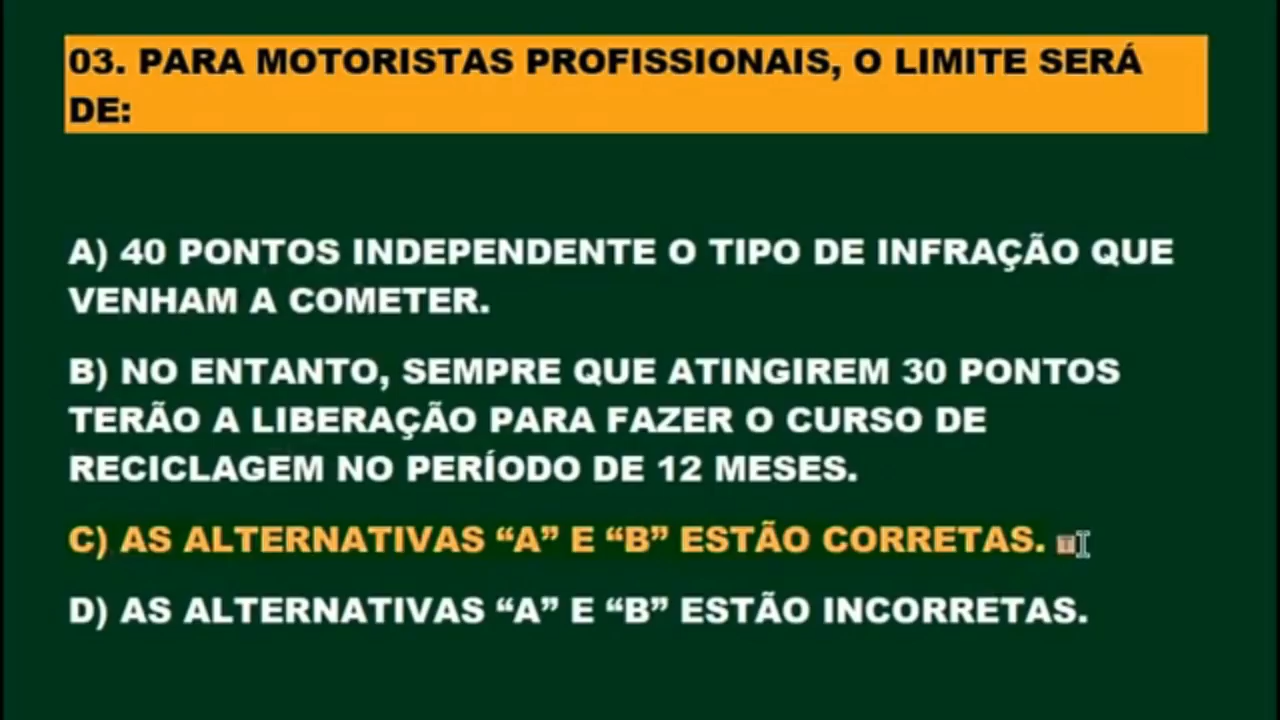 03. PARA MOTORISTAS PROFISSIONAIS, O LIMITE SERÁ
DE:
A) 40 PONTOS INDEPENDENTE O TIPO DE INFRAÇÃO QUE
VENHAM A COMETER.
B) NO ENTANTO, SEMPRE QUE ATINGIREM 30 PONTOS
TERÃO A LIBERAÇÃO PARA FAZER O CURSO DE
RECICLAGEM NO PERÍODO DE 12 MESES.
C) AS ALTERNATIVAS “A” E “B” ESTÃO CORRETAS.
D) AS ALTERNATIVAS “A” E “B” ESTÃO INCORRETAS.